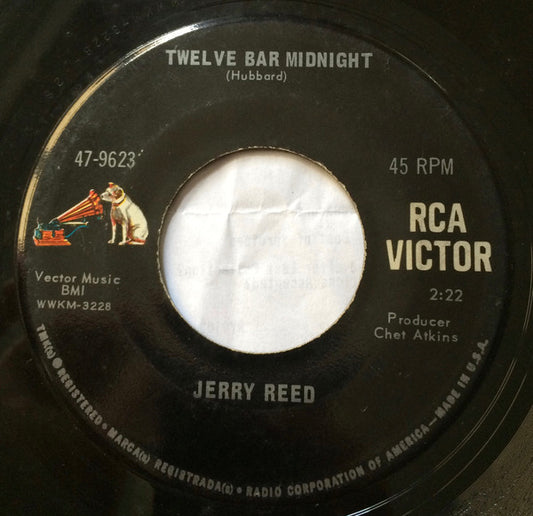 TWELVE BAR MIDNIGHT
(Hubbard)
47-9623
45 RPM
RCA
VICTOR
Vector Music
BMI
WWKM-3228
2:22
Producer
Chet Atkins
JERRY REED
TMK(s) ® REGISTERED • MARCA(s) REGISTRADA(s) • RADIO CORPORATION OF AMERICA—MADE IN U.S.A.